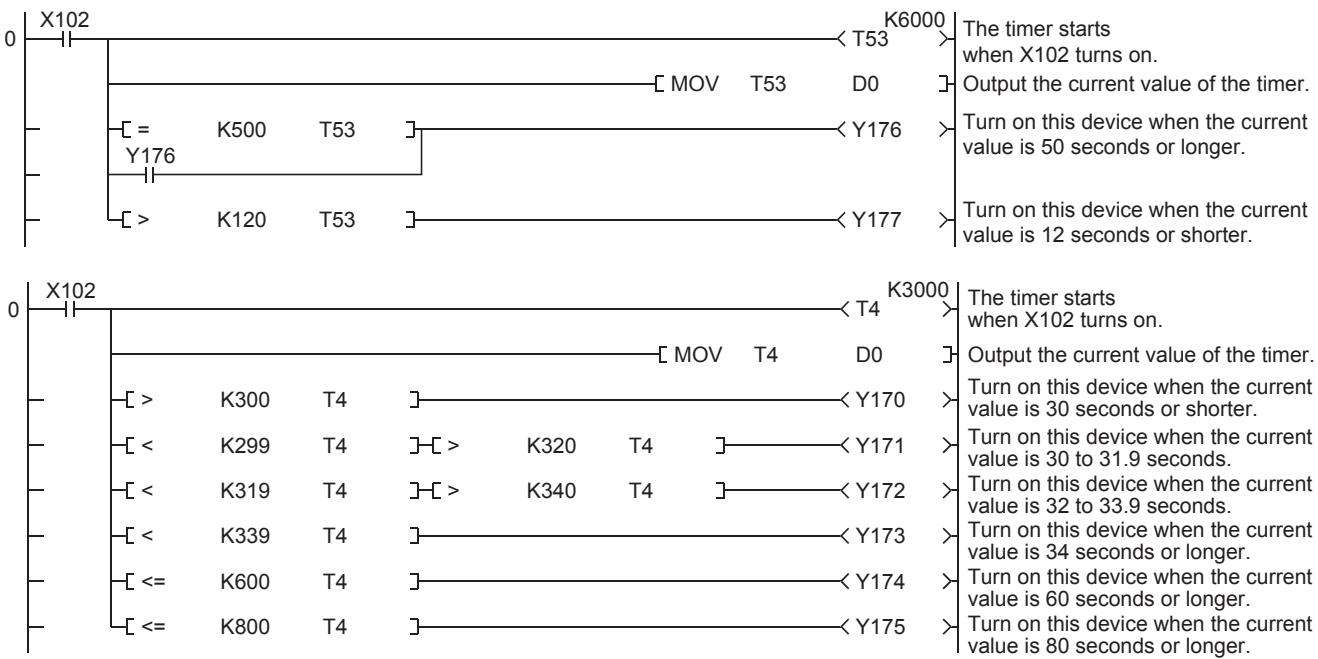 X102
0
K6000
T53
The timer starts
when X102 turns on.
MOV T53 D0
Output the current value of the timer.
= K500 T53
Y176
Turn on this device when the current
value is 50 seconds or longer.
Y176
> K120 T53
Y177
Turn on this device when the current
value is 12 seconds or shorter.
X102
0
K3000
T4
The timer starts
when X102 turns on.
MOV T4 D0
Output the current value of the timer.
> K300 T4
Y170
Turn on this device when the current
value is 30 seconds or shorter.
< K299 T4 > K320 T4
Y171
Turn on this device when the current
value is 30 to 31.9 seconds.
< K319 T4 > K340 T4
Y172
Turn on this device when the current
value is 32 to 33.9 seconds.
< K339 T4
Y173
Turn on this device when the current
value is 34 seconds or longer.
<= K600 T4
Y174
Turn on this device when the current
value is 60 seconds or longer.
<= K800 T4
Y175
Turn on this device when the current
value is 80 seconds or longer.